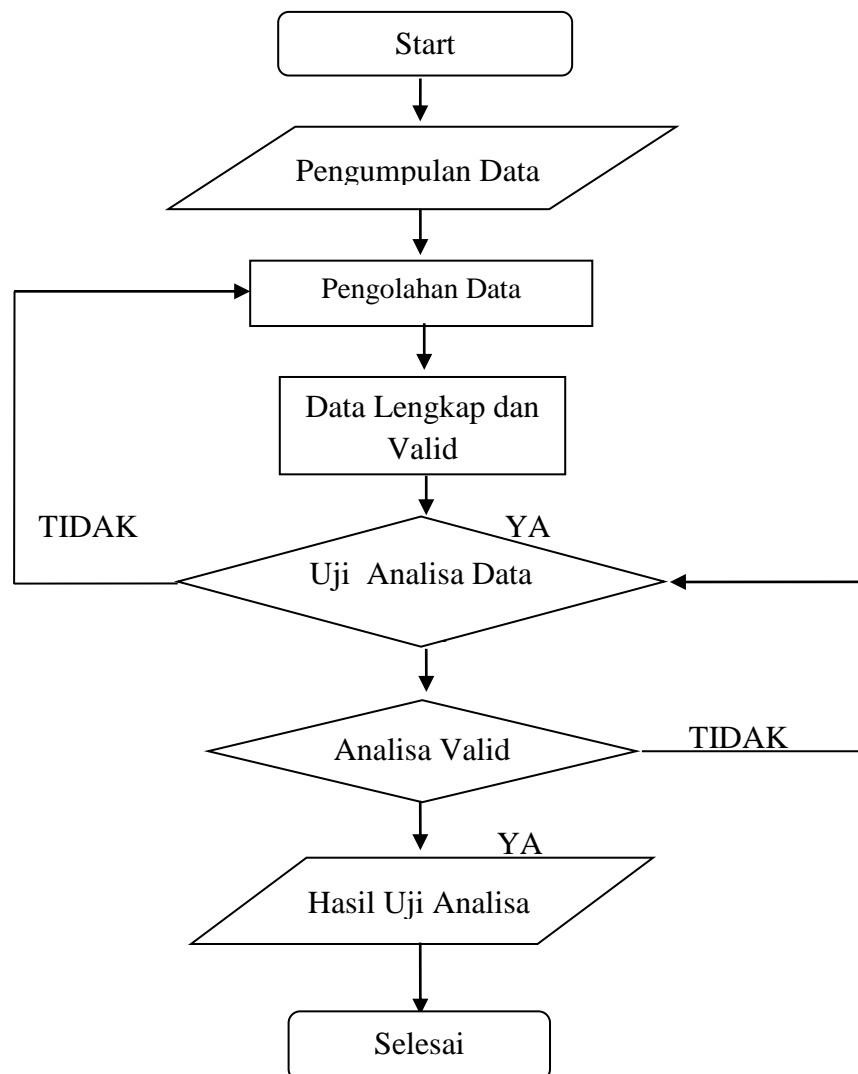 Start
Pengumpulan Data
Pengolahan Data
Data Lengkap dan
Valid
TIDAK
YA
Uji Analisa Data
Analisa Valid
TIDAK
YA
Hasil Uji Analisa
Selesai